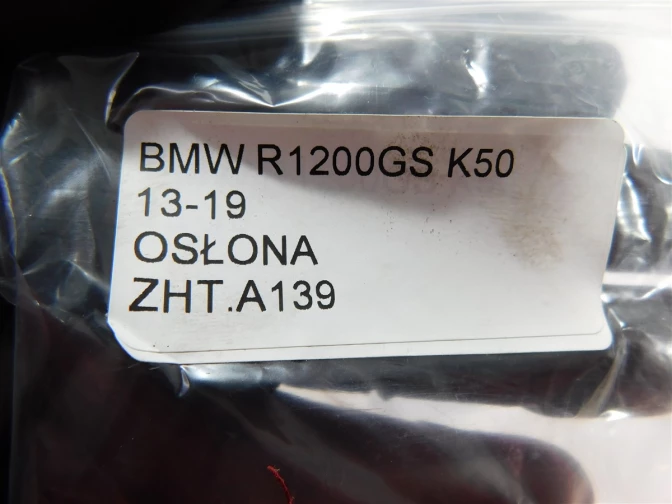 BMW R1200GS K50
13-19
OSŁONA
ZHT.A139